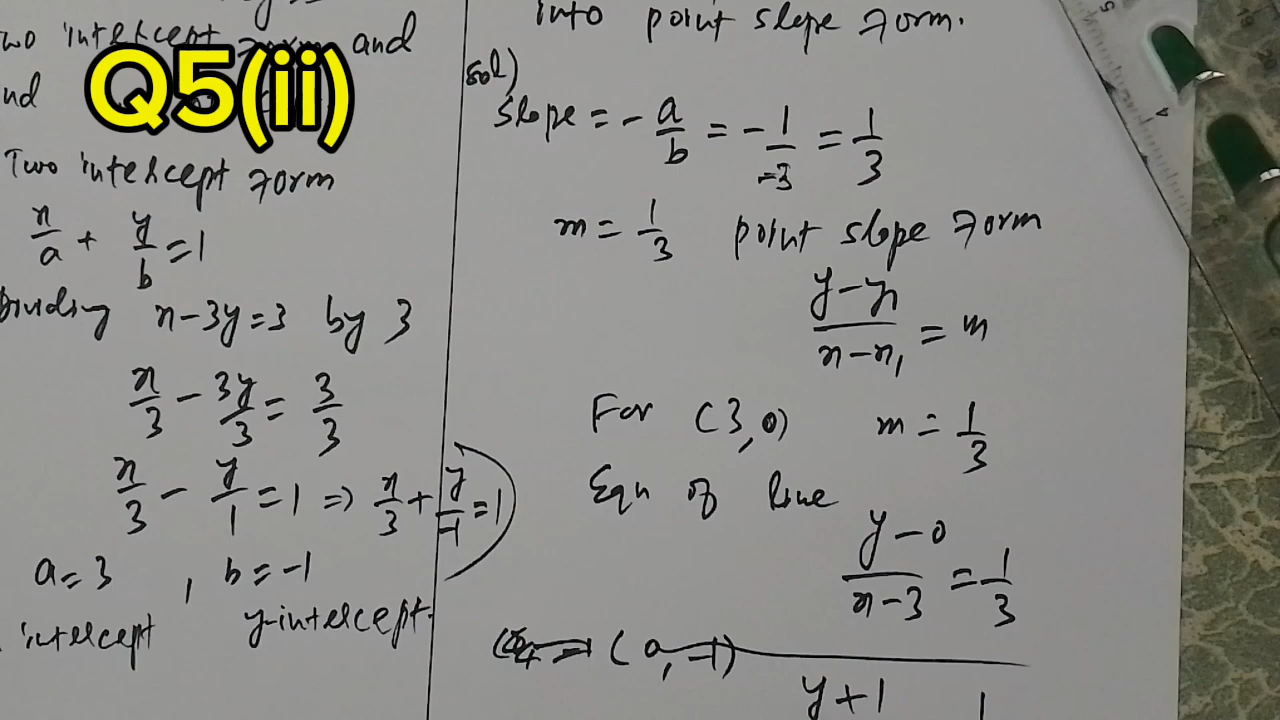 two intercept form and
Q5(ii)
Two intercept form
x/a + y/b = 1
Dividing x-3y=3 by 3
x/3 - 3y/3 = 3/3
x/3 - y/1 = 1 => x/3 + y/-1 = 1
a=3 , b=-1
intercept y-intercept.
into point slope form.
Sol)
Slope = -a/b = -1/-3 = 1/3
m = 1/3 point slope form
y-y1/x-x1 = m
For (3,0) m = 1/3
Eqn of line
y-0/x-3 = 1/3
(0,-1)
y+1 1